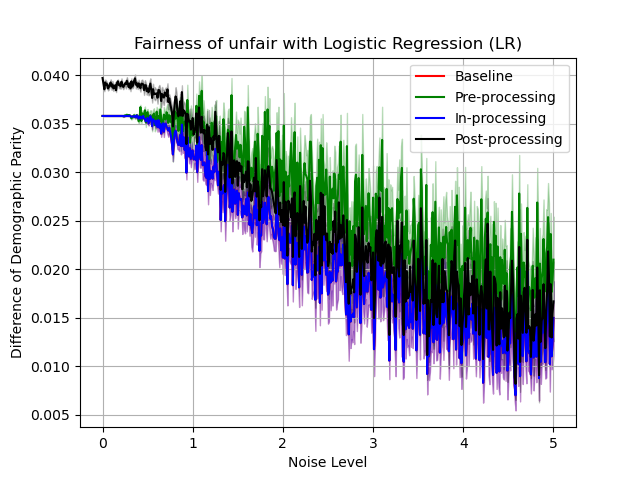 Fairness of unfair with Logistic Regression (LR)
Baseline
Pre-processing
In-processing
Post-processing
Difference of Demographic Parity
0.040
0.035
0.030
0.025
0.020
0.015
0.010
0.005
0 1 2 3 4 5
Noise Level